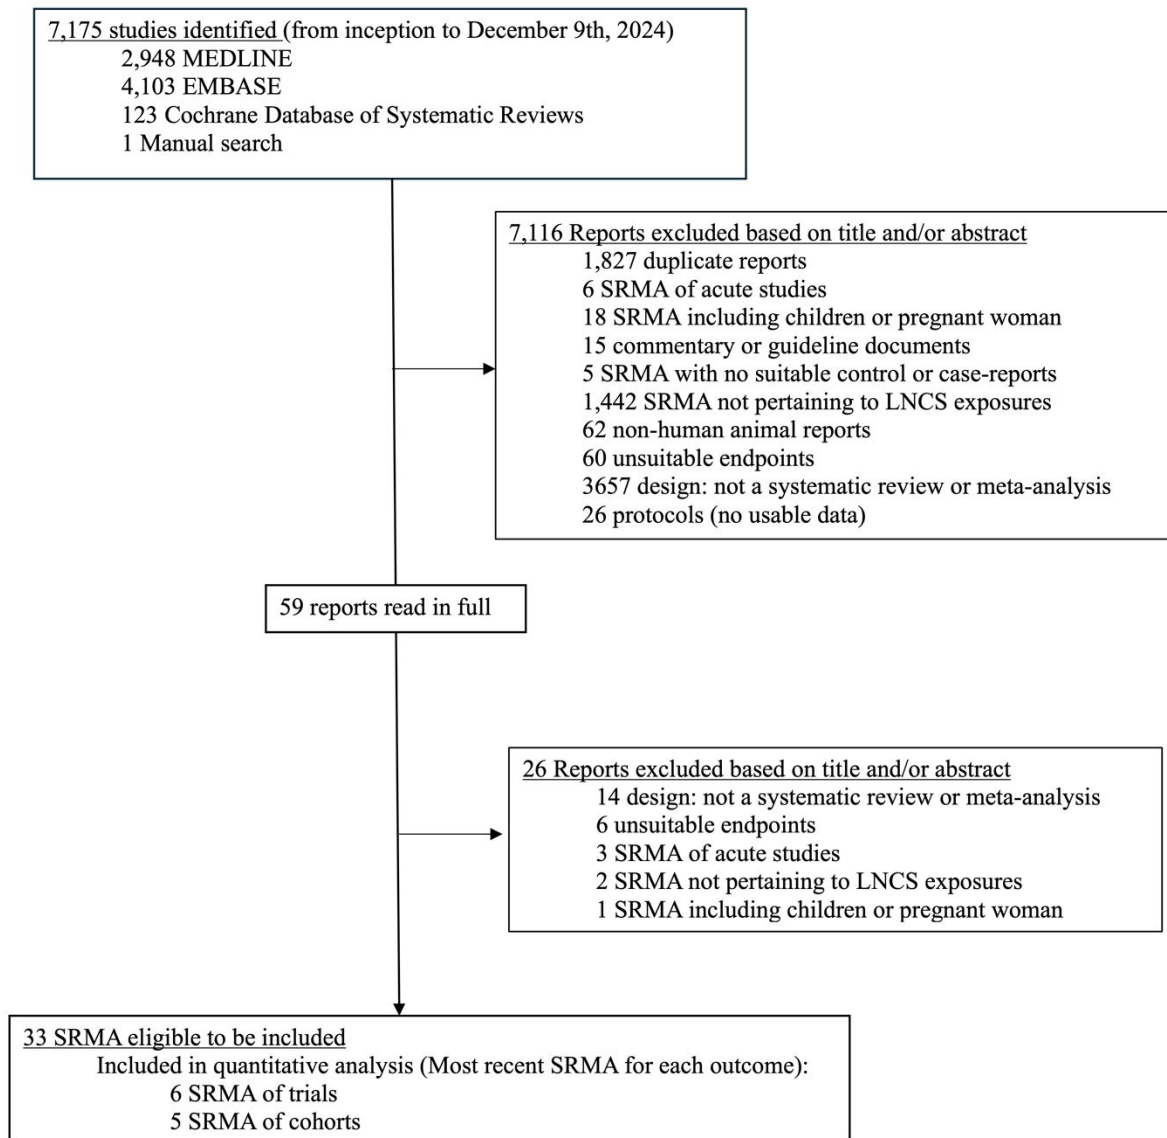 7,175 studies identified (from inception to December 9th, 2024)
2,948 MEDLINE
4,103 EMBASE
123 Cochrane Database of Systematic Reviews
1 Manual search
7,116 Reports excluded based on title and/or abstract
1,827 duplicate reports
6 SRMA of acute studies
18 SRMA including children or pregnant woman
15 commentary or guideline documents
5 SRMA with no suitable control or case-reports
1,442 SRMA not pertaining to LNCS exposures
62 non-human animal reports
60 unsuitable endpoints
3657 design: not a systematic review or meta-analysis
26 protocols (no usable data)
59 reports read in full
26 Reports excluded based on title and/or abstract
14 design: not a systematic review or meta-analysis
6 unsuitable endpoints
3 SRMA of acute studies
2 SRMA not pertaining to LNCS exposures
1 SRMA including children or pregnant woman
33 SRMA eligible to be included
Included in quantitative analysis (Most recent SRMA for each outcome):
6 SRMA of trials
5 SRMA of cohorts